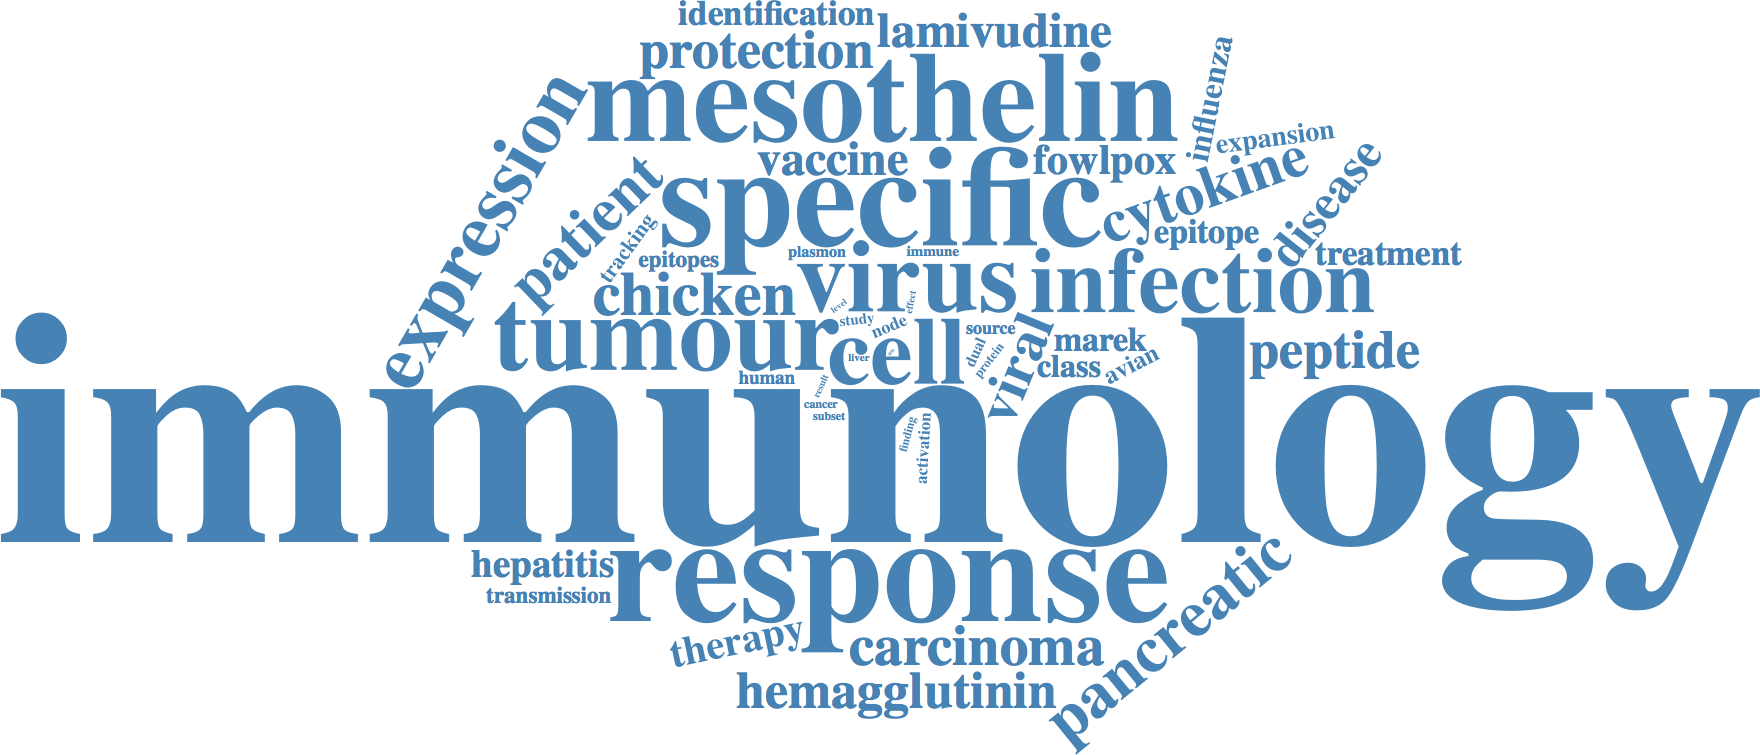 identification
lamivudine
protection
influenza
mesothelin
expression
expansion
vaccine
fowlpox
cytokine
disease
patient
specific
tracking
epitope
epitopes
plasmon
immune
treatment
virus
infection
chicken
level
effect
tumour
study
node
source
cell
liver
dual
protein
viral
marek
class
avian
peptide
human
result
cancer
subset
finding
activation
immunology
hepatitis
transmission
response
therapy
carcinoma
pancreatic
hemagglutinin